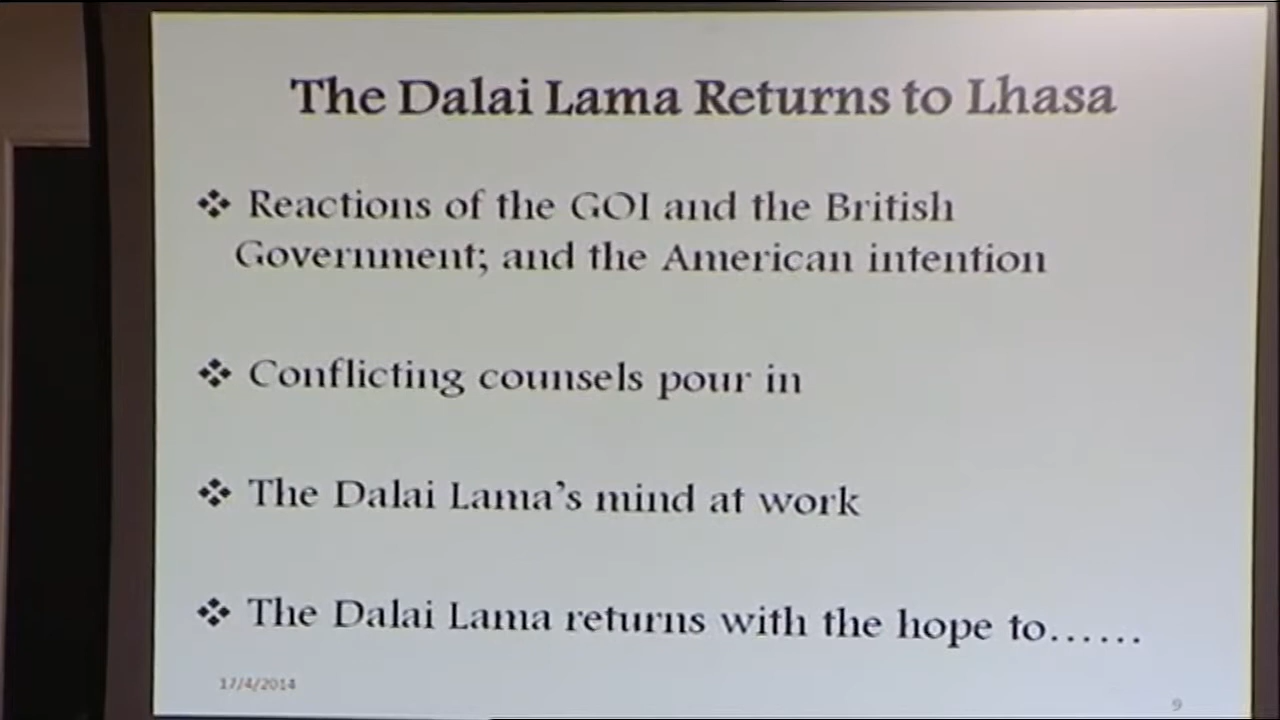 The Dalai Lama Returns to Lhasa
❖ Reactions of the GOI and the British
Government; and the American intention
❖ Conflicting counsels pour in
❖ The Dalai Lama's mind at work
❖ The Dalai Lama returns with the hope to......
17/4/2014
9